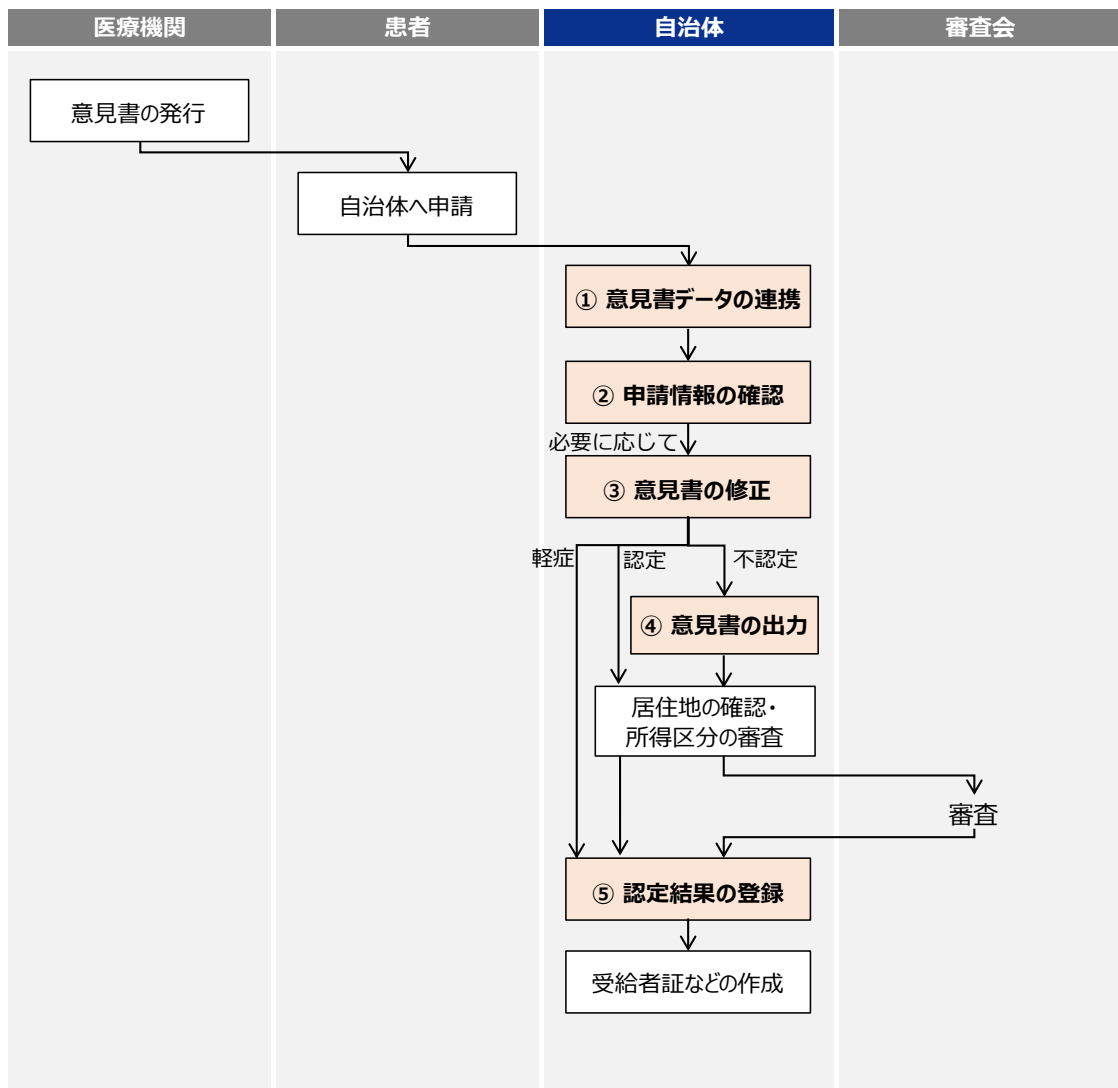 医療機関
患者
自治体
審査会
意見書の発行
自治体へ申請
① 意見書データの連携
② 申請情報の確認
必要に応じて
③ 意見書の修正
軽症
認定
不認定
④ 意見書の出力
居住地の確認・
所得区分の審査
審査
⑤ 認定結果の登録
受給者証などの作成